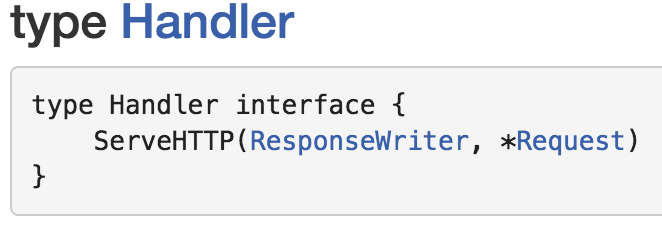 type Handler
type Handler interface {
    ServeHTTP(ResponseWriter, *Request)
}